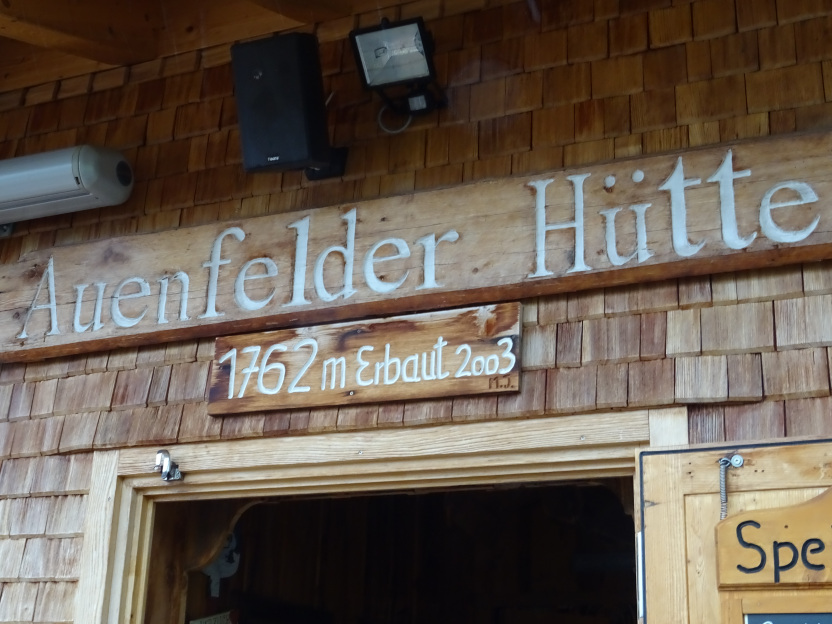 Auenfelder Hütte
1762 m Erbaut 2003
Spe